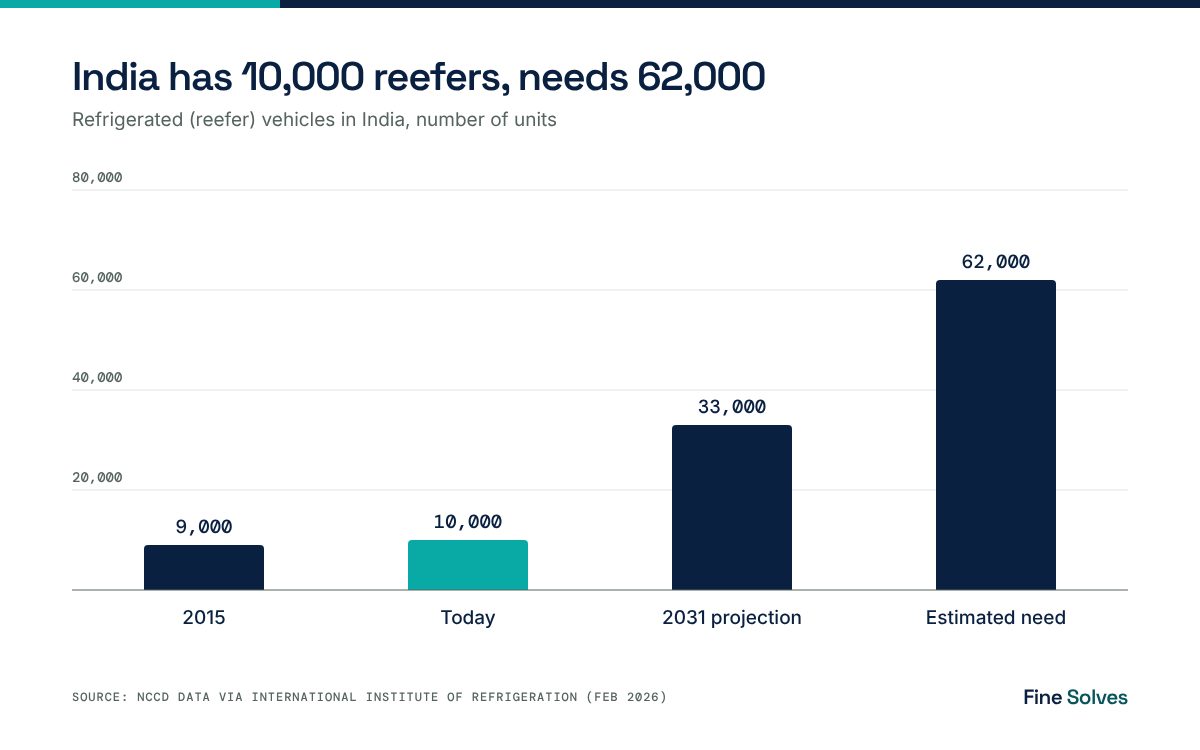 India has 10,000 reefers, needs 62,000
Refrigerated (reefer) vehicles in India, number of units
80,000
60,000
40,000
20,000
9,000
10,000
33,000
62,000
2015
Today
2031 projection
Estimated need
SOURCE: NCCD DATA VIA INTERNATIONAL INSTITUTE OF REFRIGERATION (FEB 2026)
Fine Solves